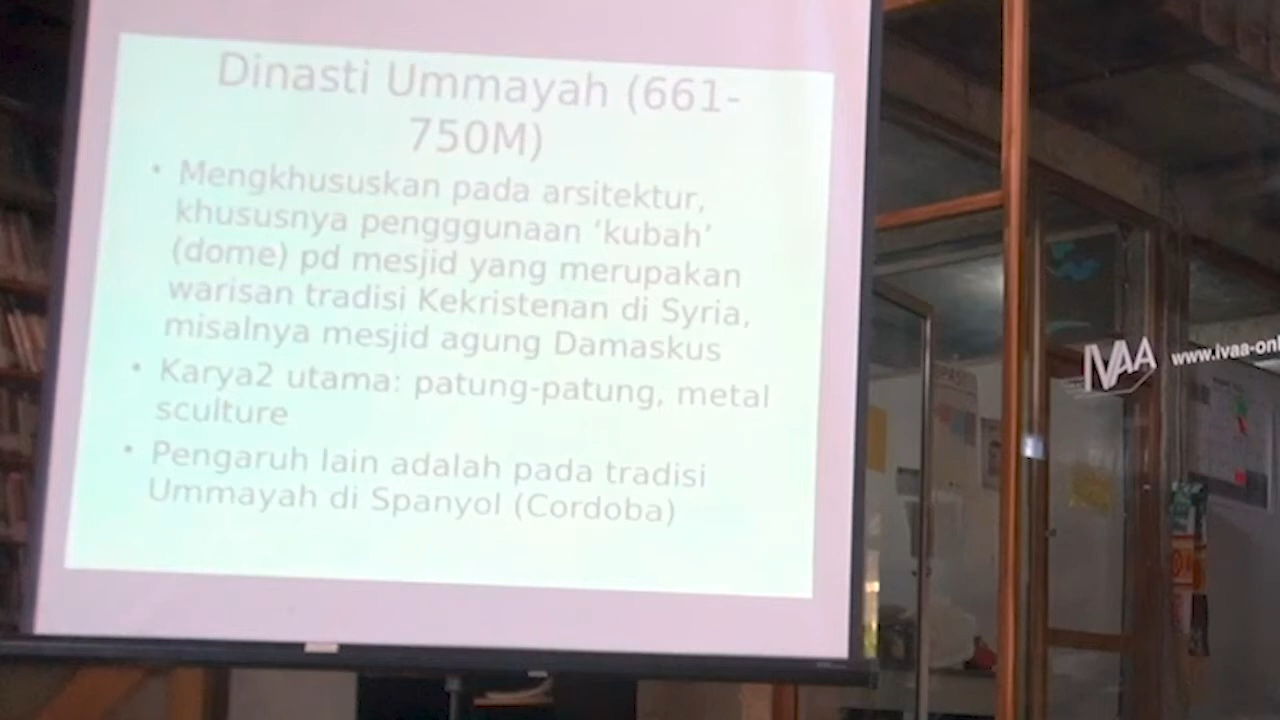 Dinasti Ummayah (661-
750M)
• Mengkhususkan pada arsitektur,
khususnya pengggunaan ‘kubah’
(dome) pd mesjid yang merupakan
warisan tradisi Kekristenan di Syria,
misalnya mesjid agung Damaskus
• Karya2 utama: patung-patung, metal
sculture
• Pengaruh lain adalah pada tradisi
Ummayah di Spanyol (Cordoba)
IVAA www.ivaa-onl